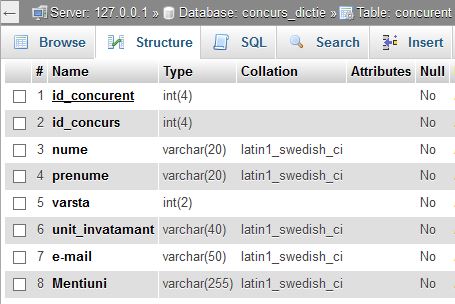 ← Server: 127.0.0.1 » Database: concurs_dictie » Table: concurent
Browse Structure SQL Search Insert
# Name Type Collation Attributes Null
1 id_concurent int(4) No
2 id_concurs int(4) No
3 nume varchar(20) latin1_swedish_ci No
4 prenume varchar(20) latin1_swedish_ci No
5 varsta int(2) No
6 unit_invatamant varchar(40) latin1_swedish_ci No
7 e-mail varchar(50) latin1_swedish_ci No
8 Mentiuni varchar(255) latin1_swedish_ci No